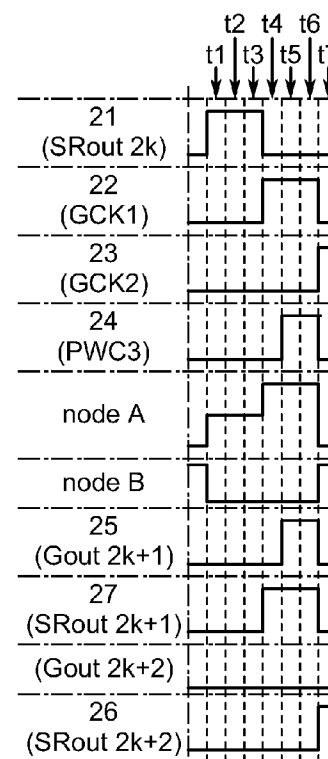 t2 t4 t6
t1 t3 t5
21
(SRout 2k)
22
(GCK1)
23
(GCK2)
24
(PWC3)
node A
node B
25
(Gout 2k+1)
27
(SRout 2k+1)
(Gout 2k+2)
26
(SRout 2k+2)